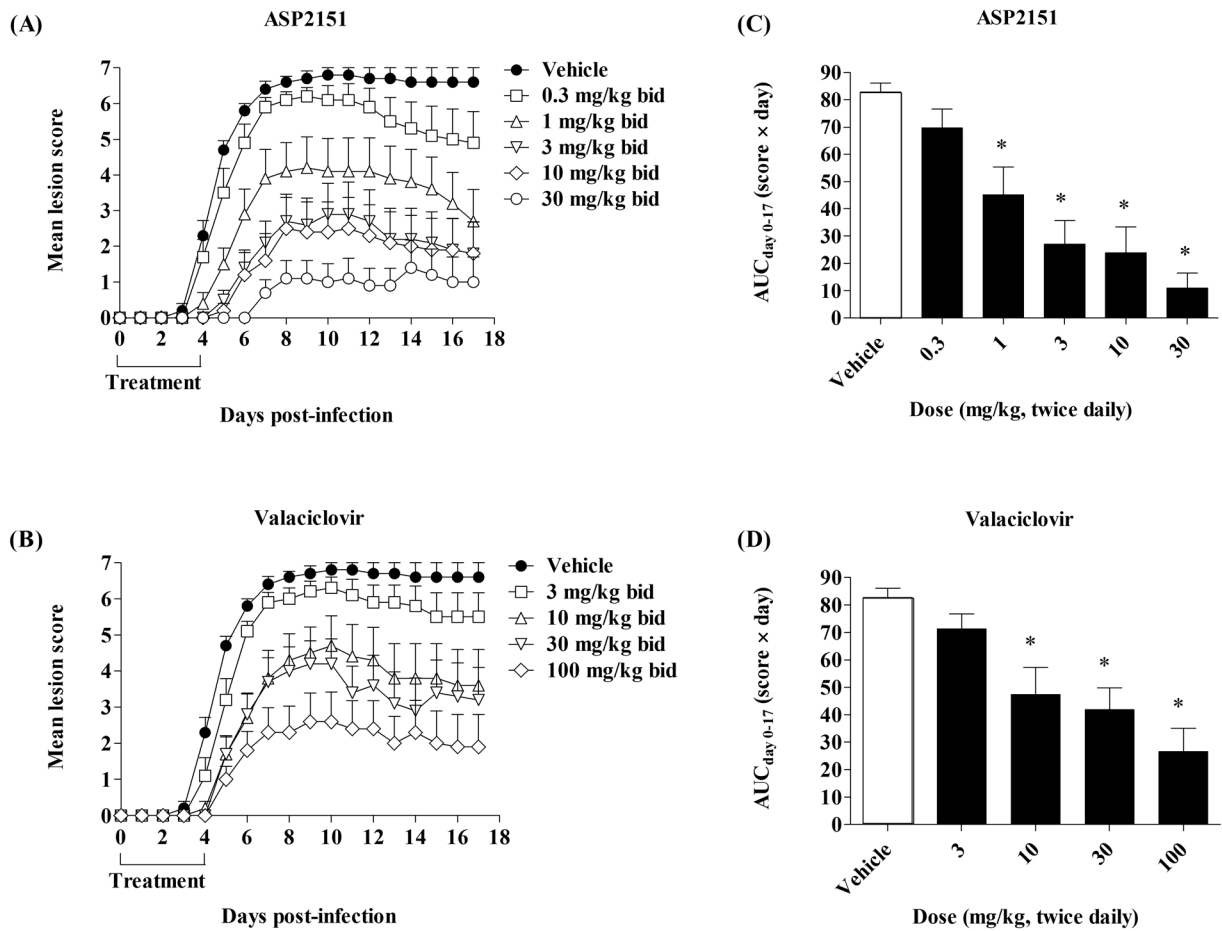 (A)
ASP2151
7
6
5
4
3
2
1
0
Mean lesion score
0 2 4 6 8 10 12 14 16 18
Treatment
Days post-infection
Vehicle
0.3 mg/kg bid
1 mg/kg bid
3 mg/kg bid
10 mg/kg bid
30 mg/kg bid
(C)
ASP2151
90
80
70
60
50
40
30
20
10
0
AUCday 0-17 (score × day)
* * * *
Vehicle 0.3 1 3 10 30
Dose (mg/kg, twice daily)
(B)
Valaciclovir
7
6
5
4
3
2
1
0
Mean lesion score
0 2 4 6 8 10 12 14 16 18
Treatment
Days post-infection
Vehicle
3 mg/kg bid
10 mg/kg bid
30 mg/kg bid
100 mg/kg bid
(D)
Valaciclovir
90
80
70
60
50
40
30
20
10
0
AUCday 0-17 (score × day)
* * *
Vehicle 3 10 30 100
Dose (mg/kg, twice daily)